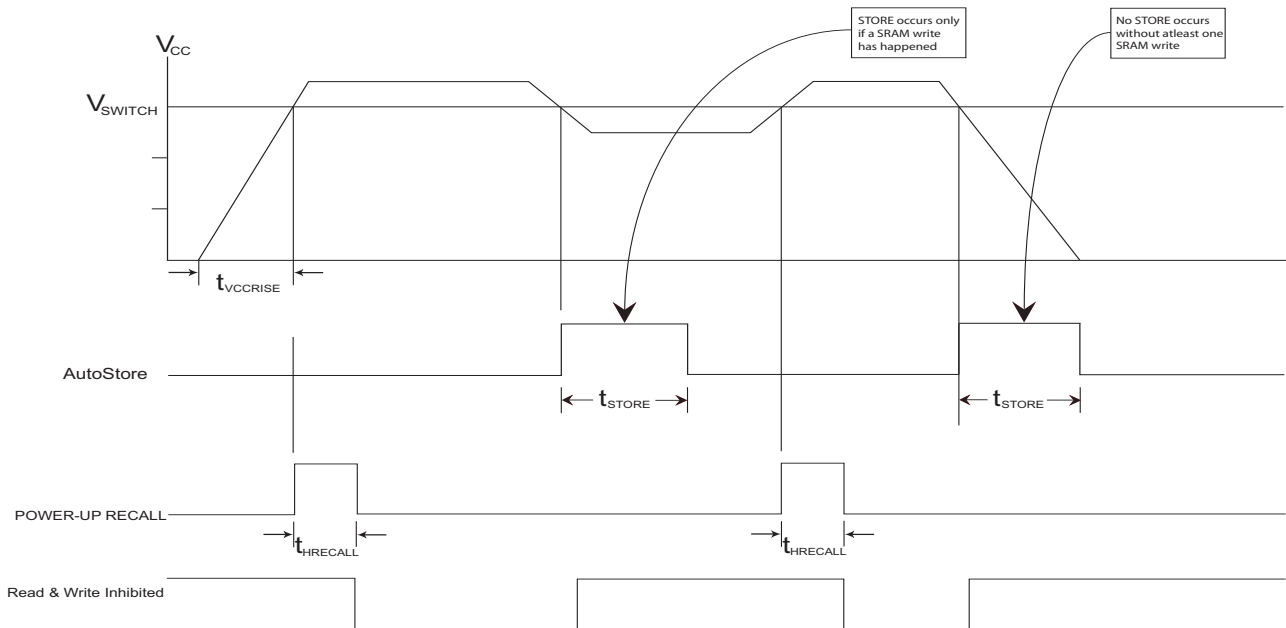 STORE occurs only
if a SRAM write
has happened
No STORE occurs
without atleast one
SRAM write
VCC
VSWITCH
tVCCRISE
AutoStore
tSTORE
tSTORE
POWER-UP RECALL
tHRECALL
tHRECALL
Read & Write Inhibited